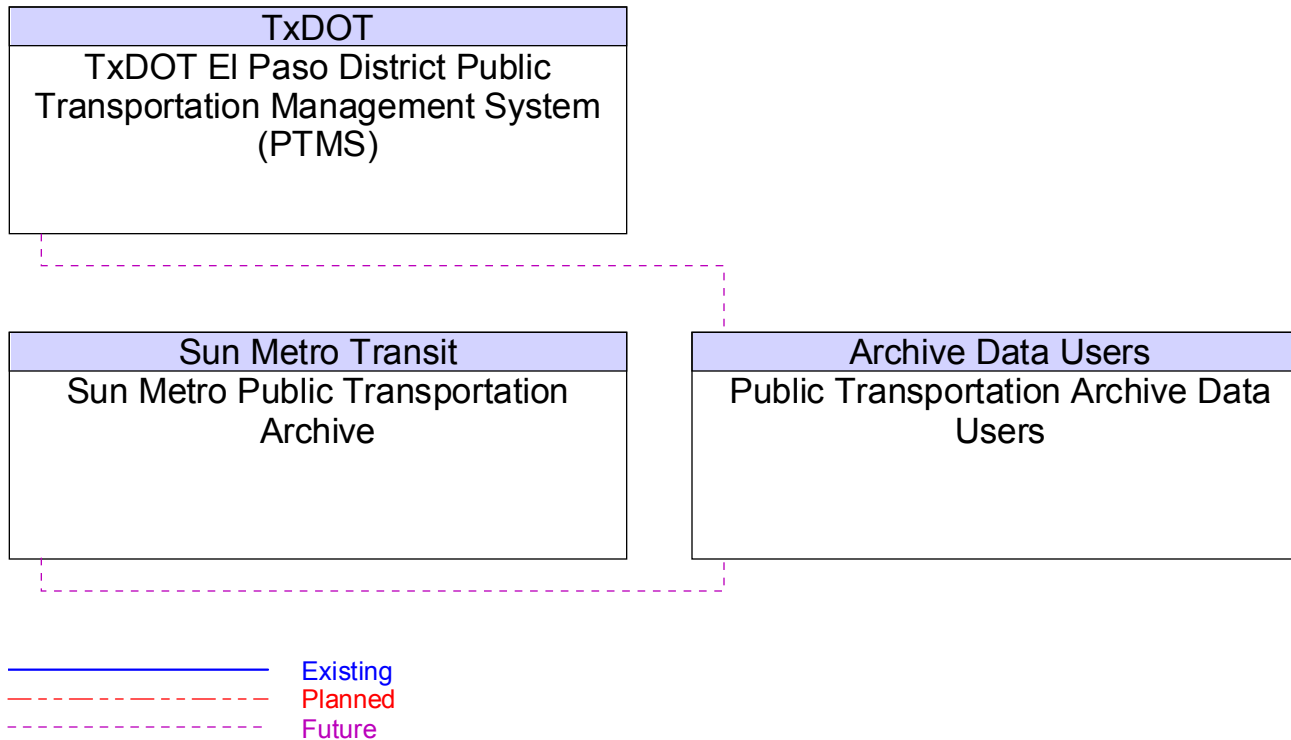 TxDOT
TxDOT El Paso District Public
Transportation Management System
(PTMS)
Sun Metro Transit
Sun Metro Public Transportation
Archive
Archive Data Users
Public Transportation Archive Data
Users
Existing
Planned
Future